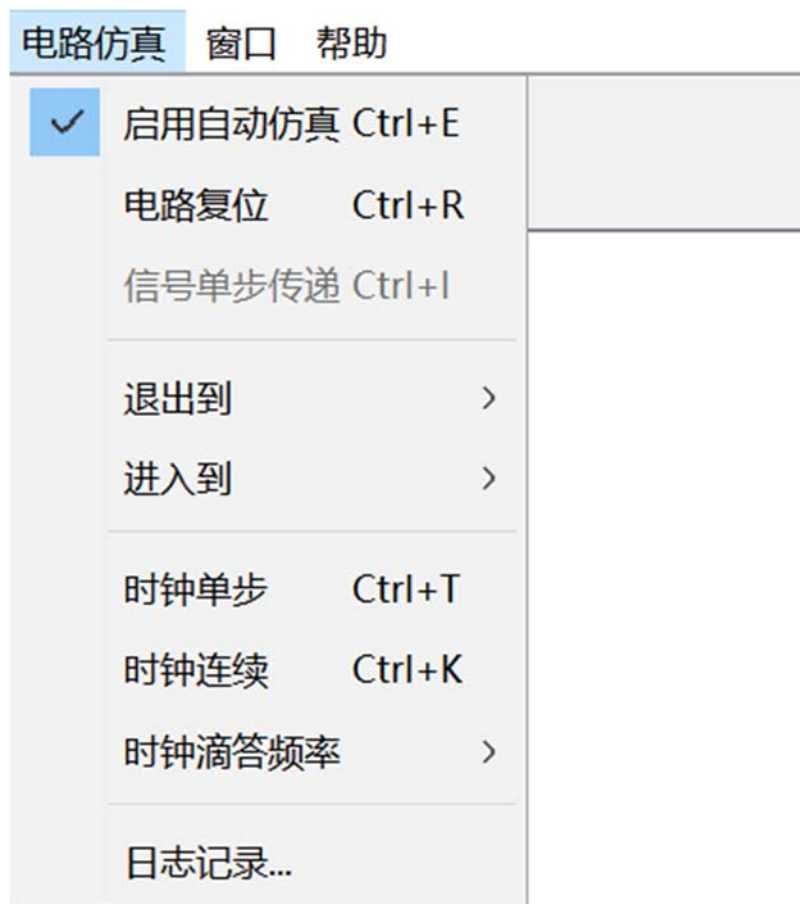 电路仿真 窗口 帮助
启用自动仿真 Ctrl+E
电路复位 Ctrl+R
信号单步传递 Ctrl+I
退出到
进入到
时钟单步 Ctrl+T
时钟连续 Ctrl+K
时钟滴答频率
日志记录...